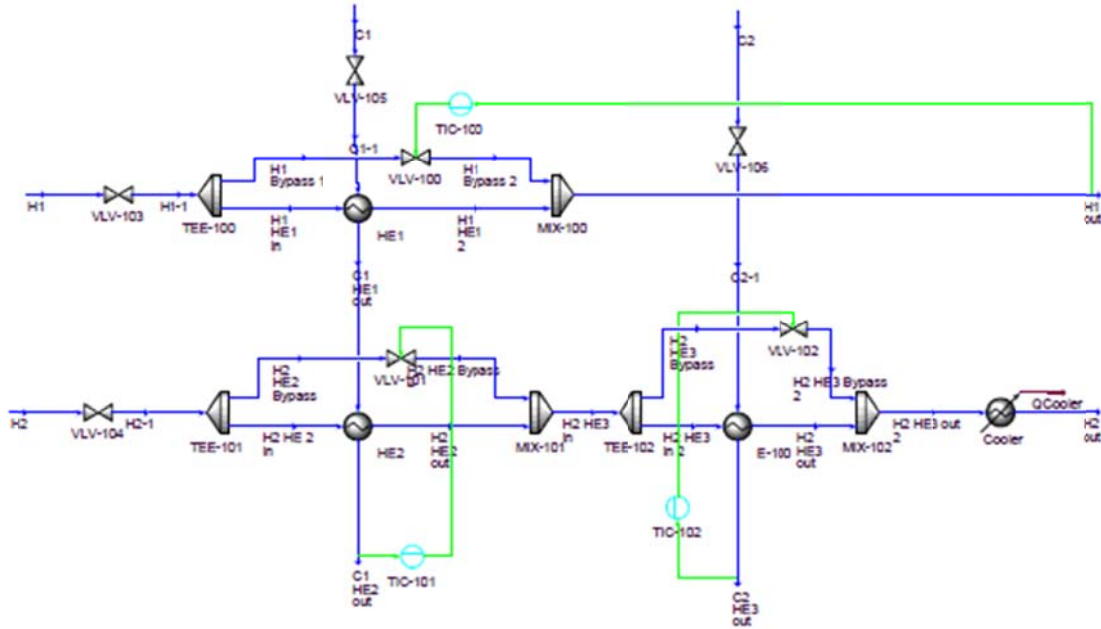 C1
C2
VLV-105
TIC-100
C1-1
VLV-106
H1
Bypass 1
VLV-100
H1
Bypass 2
H1
VLV-103
H1-1
TEE-100
H1
HE1
In
HE1
H1
HE1
2
MIX-100
H1
out
C1
HE1
out
C2-1
H2
HE2
Bypass
VLV-101
H2 HE2 Bypass
H2
HE3
Bypass
VLV-102
H2 HE3 Bypass
2
QCooler
H2
VLV-104
H2-1
TEE-101
H2 HE 2
In
HE2
H2
HE2
out
MIX-101
H2 HE3
In
TEE-102
H2 HE3
In 2
E-100
H2
HE3
out
MIX-102
H2 HE3 out
2
Cooler
H2
out
TIC-102
TIC-101
C1
HE2
out
C2
HE3
out